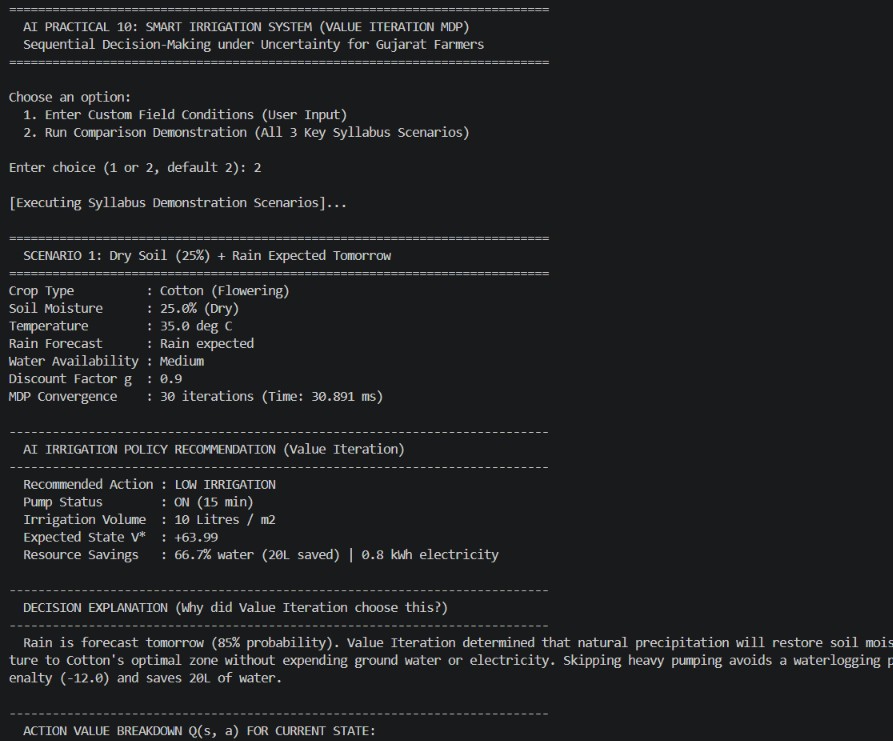 ===========================================================================
AI PRACTICAL 10: SMART IRRIGATION SYSTEM (VALUE ITERATION MDP)
Sequential Decision-Making under Uncertainty for Gujarat Farmers
===========================================================================
Choose an option:
1. Enter Custom Field Conditions (User Input)
2. Run Comparison Demonstration (All 3 Key Syllabus Scenarios)
Enter choice (1 or 2, default 2): 2
[Executing Syllabus Demonstration Scenarios]...
===========================================================================
SCENARIO 1: Dry Soil (25%) + Rain Expected Tomorrow
===========================================================================
Crop Type          : Cotton (Flowering)
Soil Moisture      : 25.0% (Dry)
Temperature        : 35.0 deg C
Rain Forecast      : Rain expected
Water Availability : Medium
Discount Factor g  : 0.9
MDP Convergence    : 30 iterations (Time: 30.891 ms)
---------------------------------------------------------------------------
AI IRRIGATION POLICY RECOMMENDATION (Value Iteration)
---------------------------------------------------------------------------
Recommended Action : LOW IRRIGATION
Pump Status        : ON (15 min)
Irrigation Volume  : 10 Litres / m2
Expected State V*  : +63.99
Resource Savings   : 66.7% water (20L saved) | 0.8 kWh electricity
---------------------------------------------------------------------------
DECISION EXPLANATION (Why did Value Iteration choose this?)
---------------------------------------------------------------------------
Rain is forecast tomorrow (85% probability). Value Iteration determined that natural precipitation will restore soil mois
ture to Cotton's optimal zone without expending ground water or electricity. Skipping heavy pumping avoids a waterlogging p
enalty (-12.0) and saves 20L of water.
---------------------------------------------------------------------------
ACTION VALUE BREAKDOWN Q(s, a) FOR CURRENT STATE: